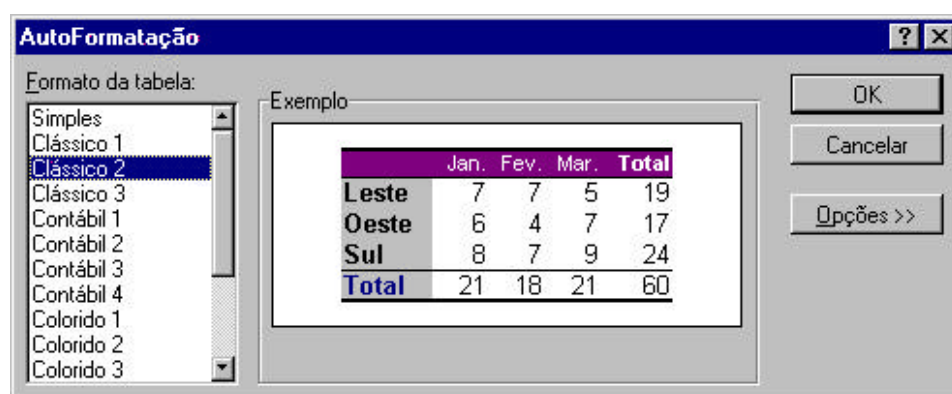 AutoFormatação
Formato da tabela:
Simples
Clássico 1
Clássico 2
Clássico 3
Contábil 1
Contábil 2
Contábil 3
Contábil 4
Colorido 1
Colorido 2
Colorido 3
Exemplo
Jan. Fev. Mar. Total
Leste 7 7 5 19
Oeste 6 4 7 17
Sul 8 7 9 24
Total 21 18 21 60
OK
Cancelar
Opções >>